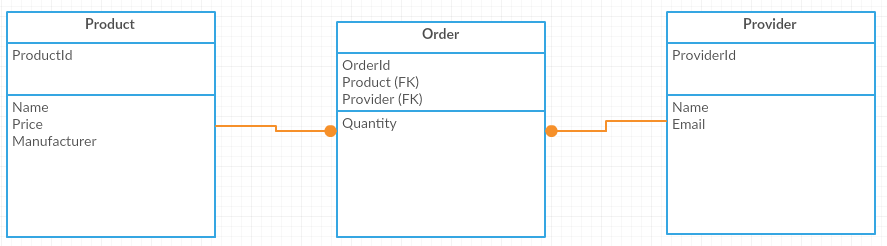 Product
ProductId
Name
Price
Manufacturer
Order
OrderId
Product (FK)
Provider (FK)
Quantity
Provider
ProviderId
Name
Email